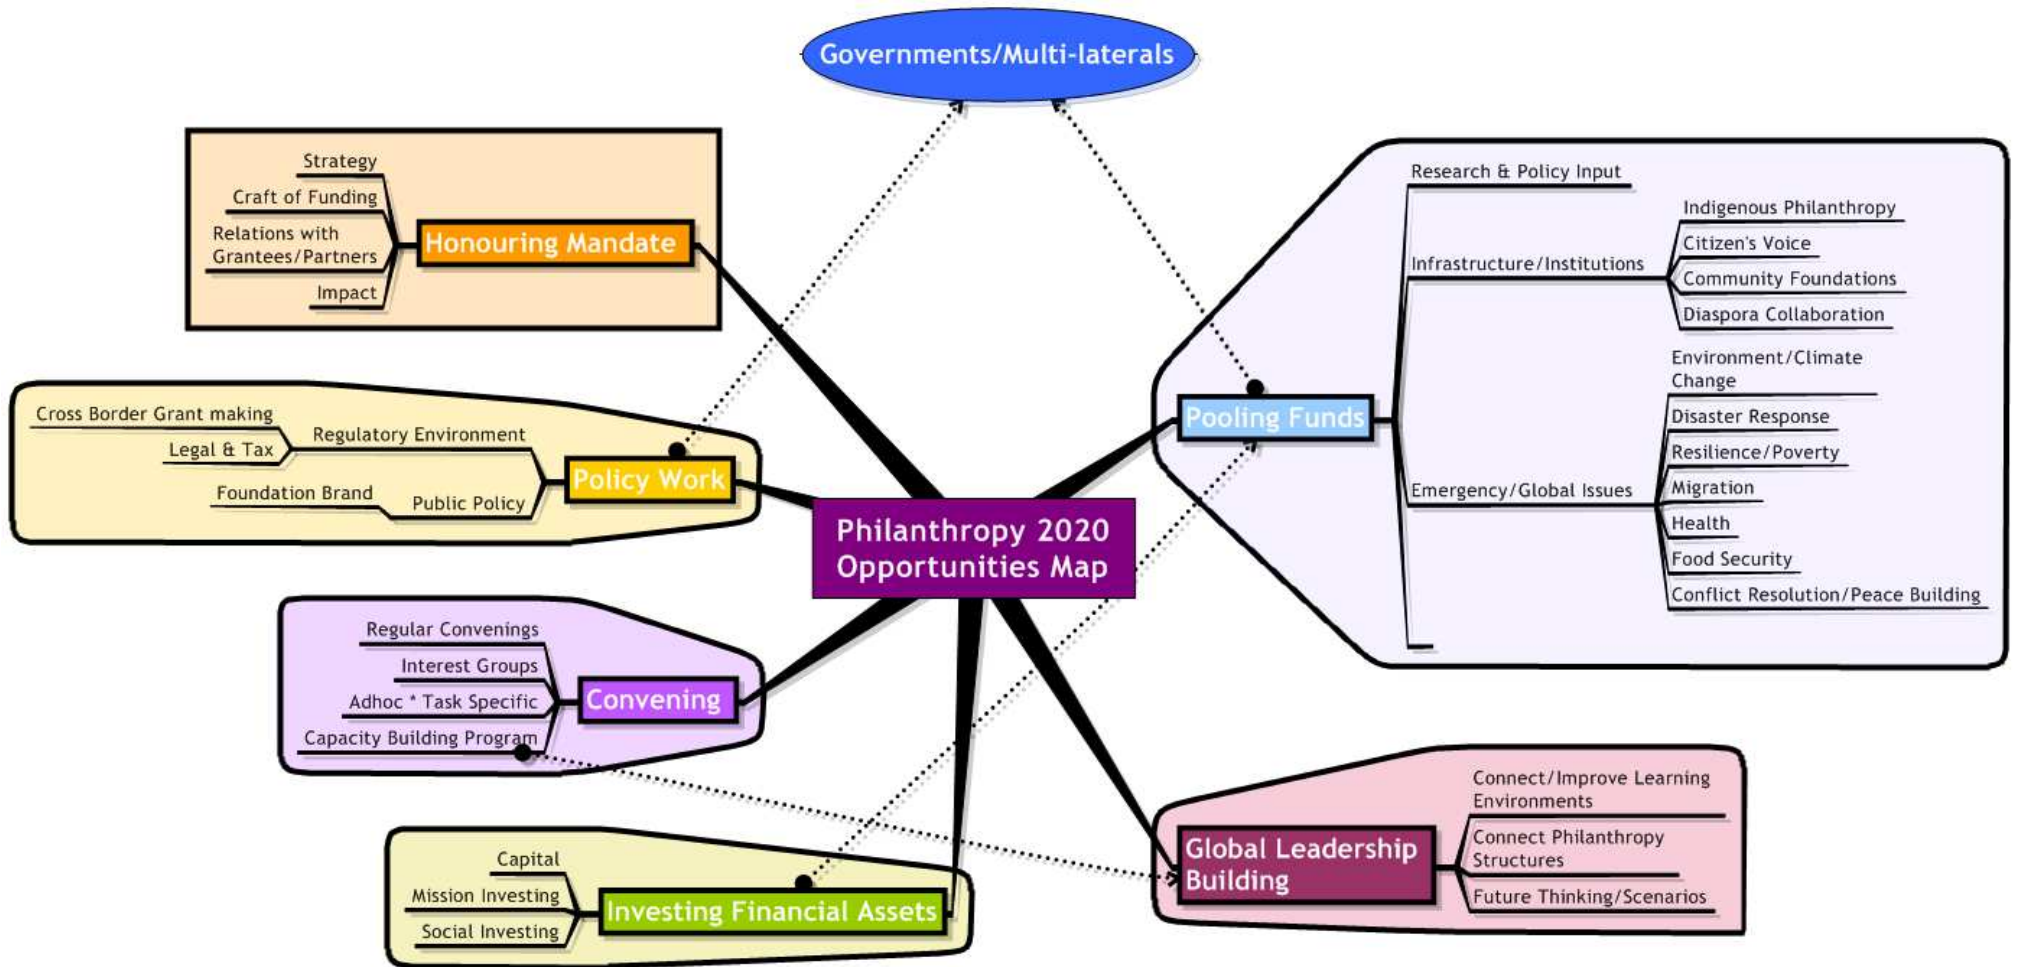 Governments/Multi-laterals
Strategy
Craft of Funding
Relations with
Grantees/Partners
Impact
Honouring Mandate
Cross Border Grant making
Legal & Tax
Regulatory Environment
Foundation Brand
Public Policy
Policy Work
Philanthropy 2020
Opportunities Map
Regular Convenings
Interest Groups
Adhoc * Task Specific
Capacity Building Program
Convening
Capital
Mission Investing
Social Investing
Investing Financial Assets
Pooling Funds
Research & Policy Input
Infrastructure/Institutions
Indigenous Philanthropy
Citizen's Voice
Community Foundations
Diaspora Collaboration
Emergency/Global Issues
Environment/Climate
Change
Disaster Response
Resilience/Poverty
Migration
Health
Food Security
Conflict Resolution/Peace Building
Global Leadership
Building
Connect/Improve Learning
Environments
Connect Philanthropy
Structures
Future Thinking/Scenarios